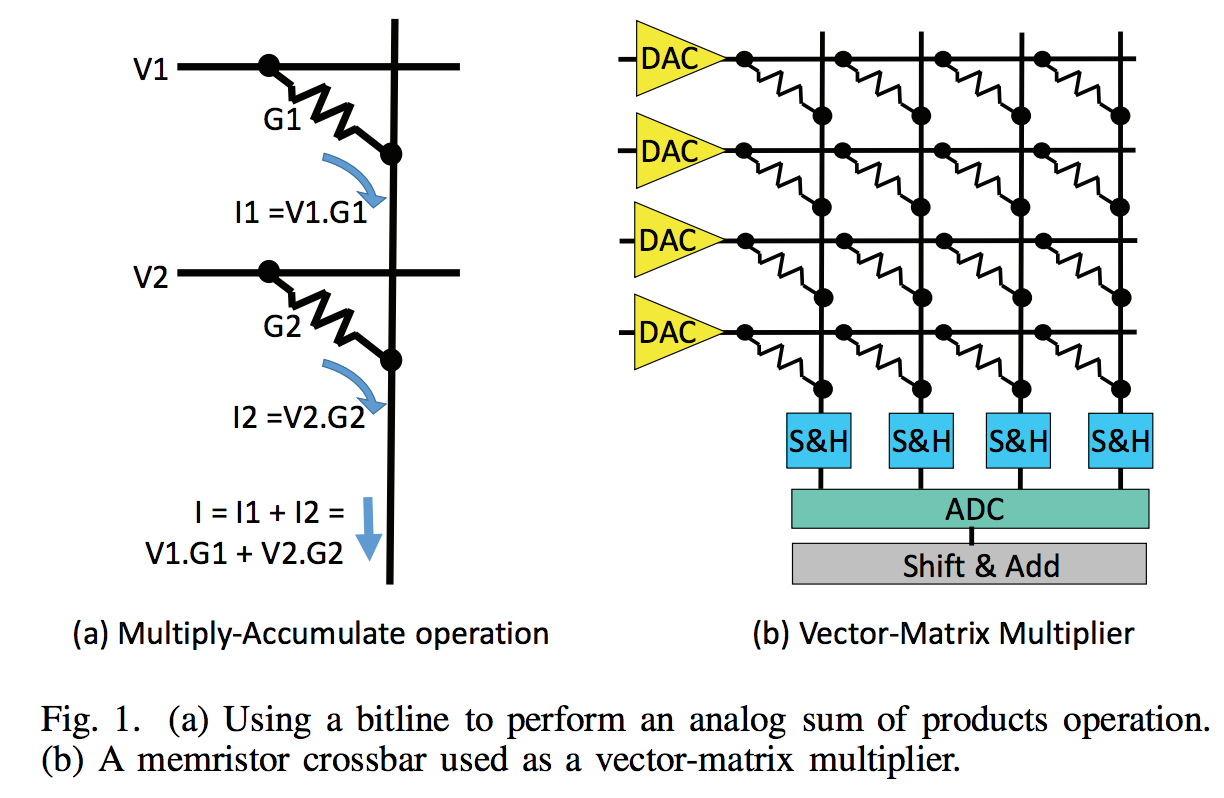 V1
G1
I1 =V1.G1
V2
G2
I2 =V2.G2
I = I1 + I2 =
V1.G1 + V2.G2
(a) Multiply-Accumulate operation
DAC
DAC
DAC
DAC
S&H S&H S&H S&H
ADC
Shift & Add
(b) Vector-Matrix Multiplier
Fig. 1. (a) Using a bitline to perform an analog sum of products operation.
(b) A memristor crossbar used as a vector-matrix multiplier.